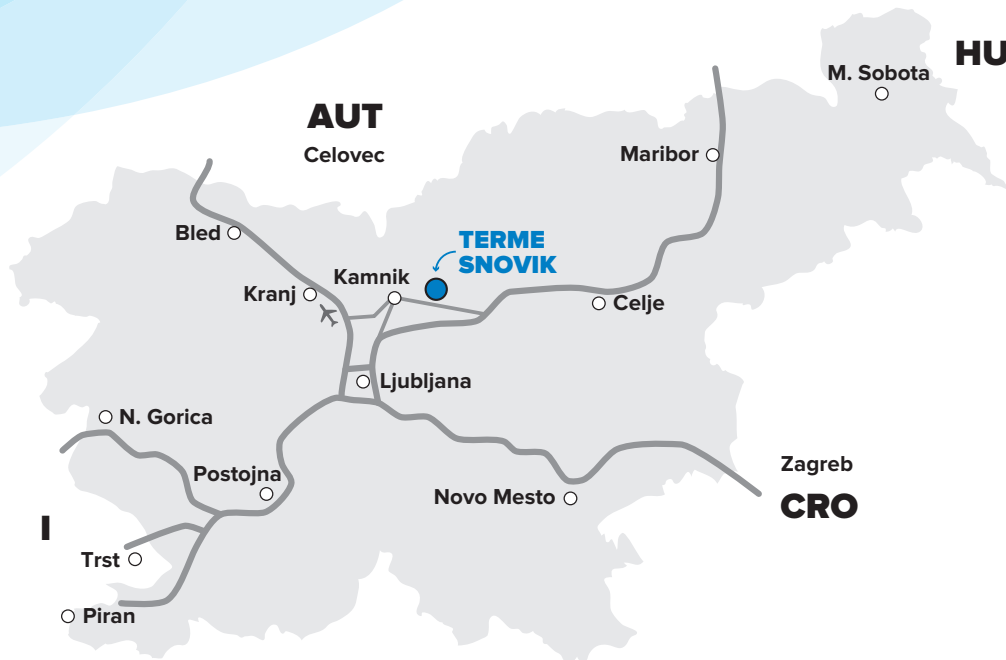 HU
M. Sobota
AUT
Celovec
Maribor
Bled
TERME
SNOVIK
Kamnik
Kranj
Celje
Ljubljana
N. Gorica
Postojna
Zagreb
Novo Mesto
CRO
I
Trst
Piran